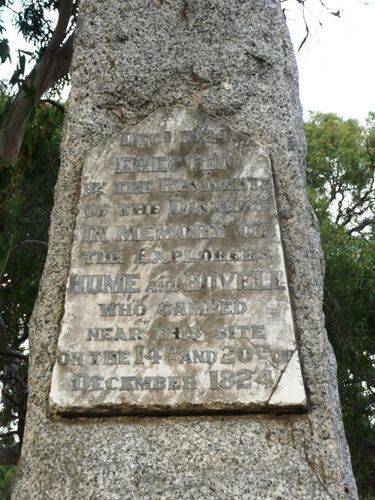 ERECTED
BY THE RESIDENTS
OF THE DISTRICT
IN MEMORY OF
THE EXPLORERS
HUME AND HOVELL
WHO CAMPED
NEAR THIS SITE
ON THE 14TH AND 20TH OF
DECEMBER 1824